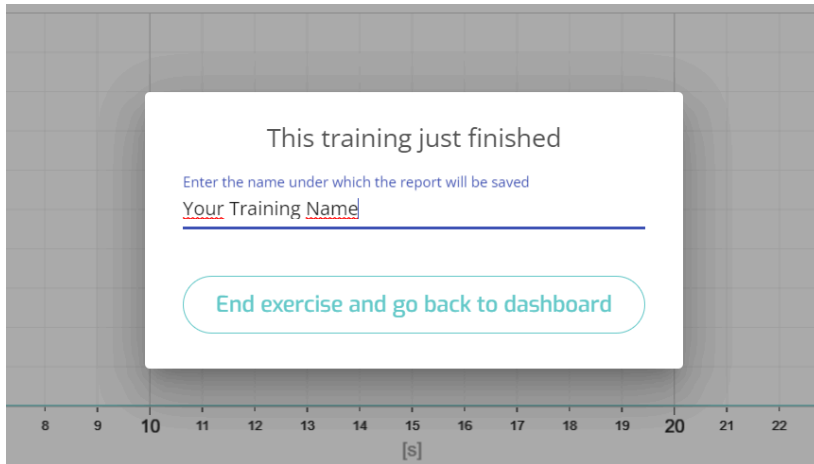 This training just finished
Enter the name under which the report will be saved
Your Training Name
End exercise and go back to dashboard
8 9 10 11 12 13 14 15 16 17 18 19 20 21 22
[s]